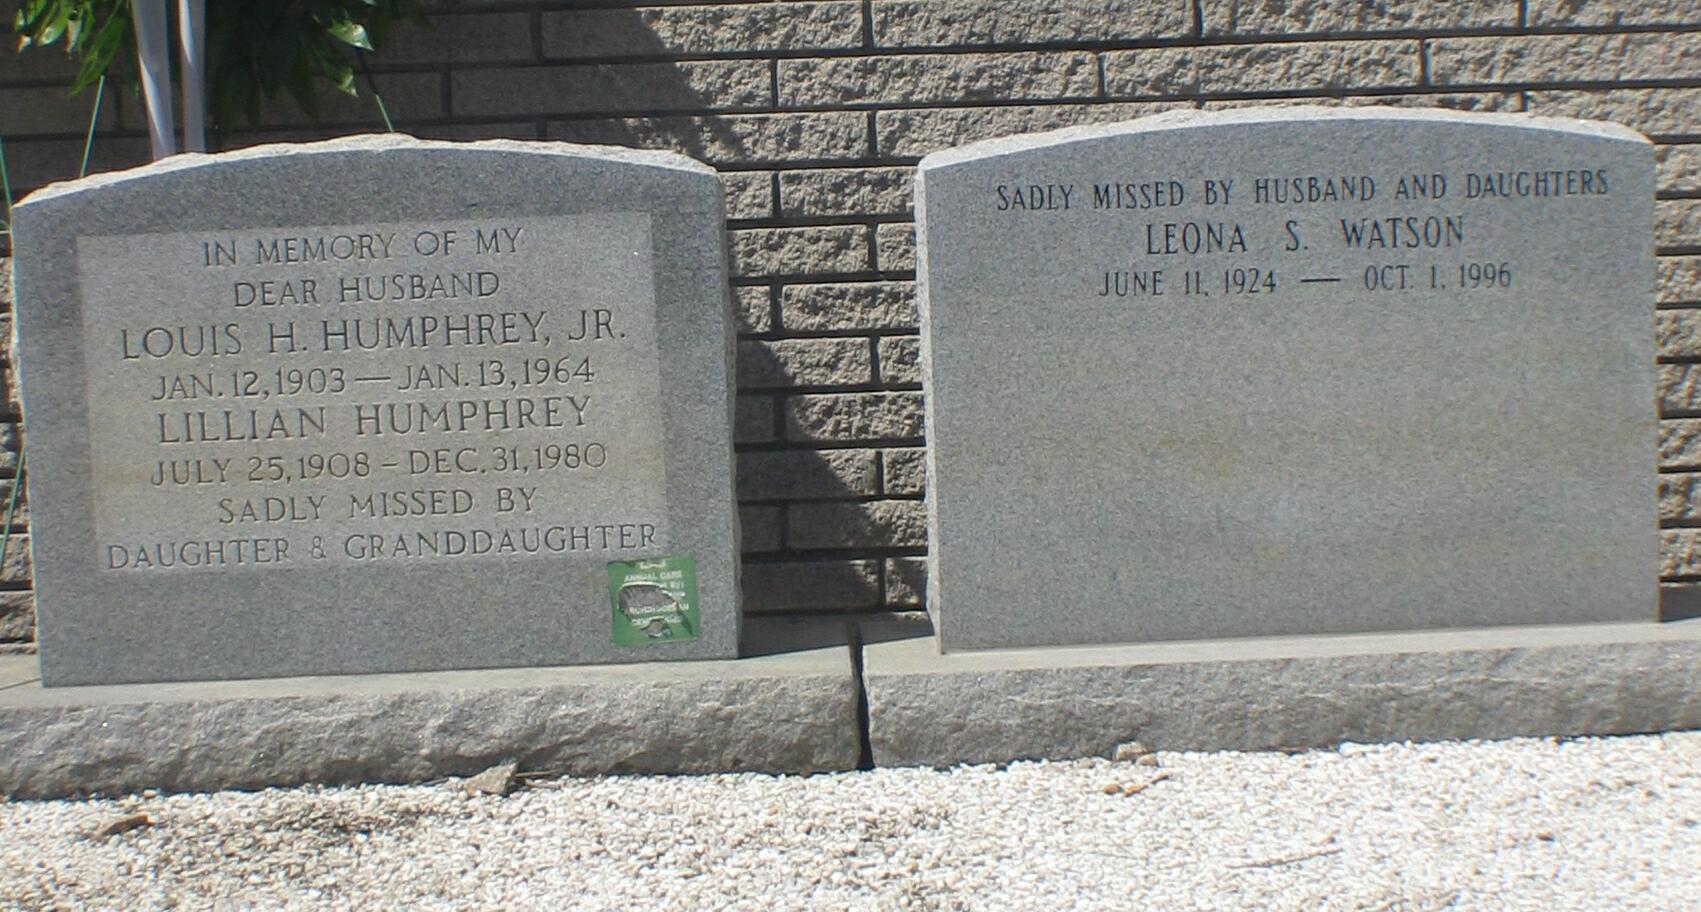 IN MEMORY OF MY
DEAR HUSBAND
LOUIS H. HUMPHREY, JR.
JAN. 12, 1903 — JAN. 13, 1964
LILLIAN HUMPHREY
JULY 25, 1908 – DEC. 31, 1980
SADLY MISSED BY
DAUGHTER & GRANDDAUGHTER
ANNUAL CARE
SADLY MISSED BY HUSBAND AND DAUGHTERS
LEONA S. WATSON
JUNE 11, 1924 — OCT. 1, 1996